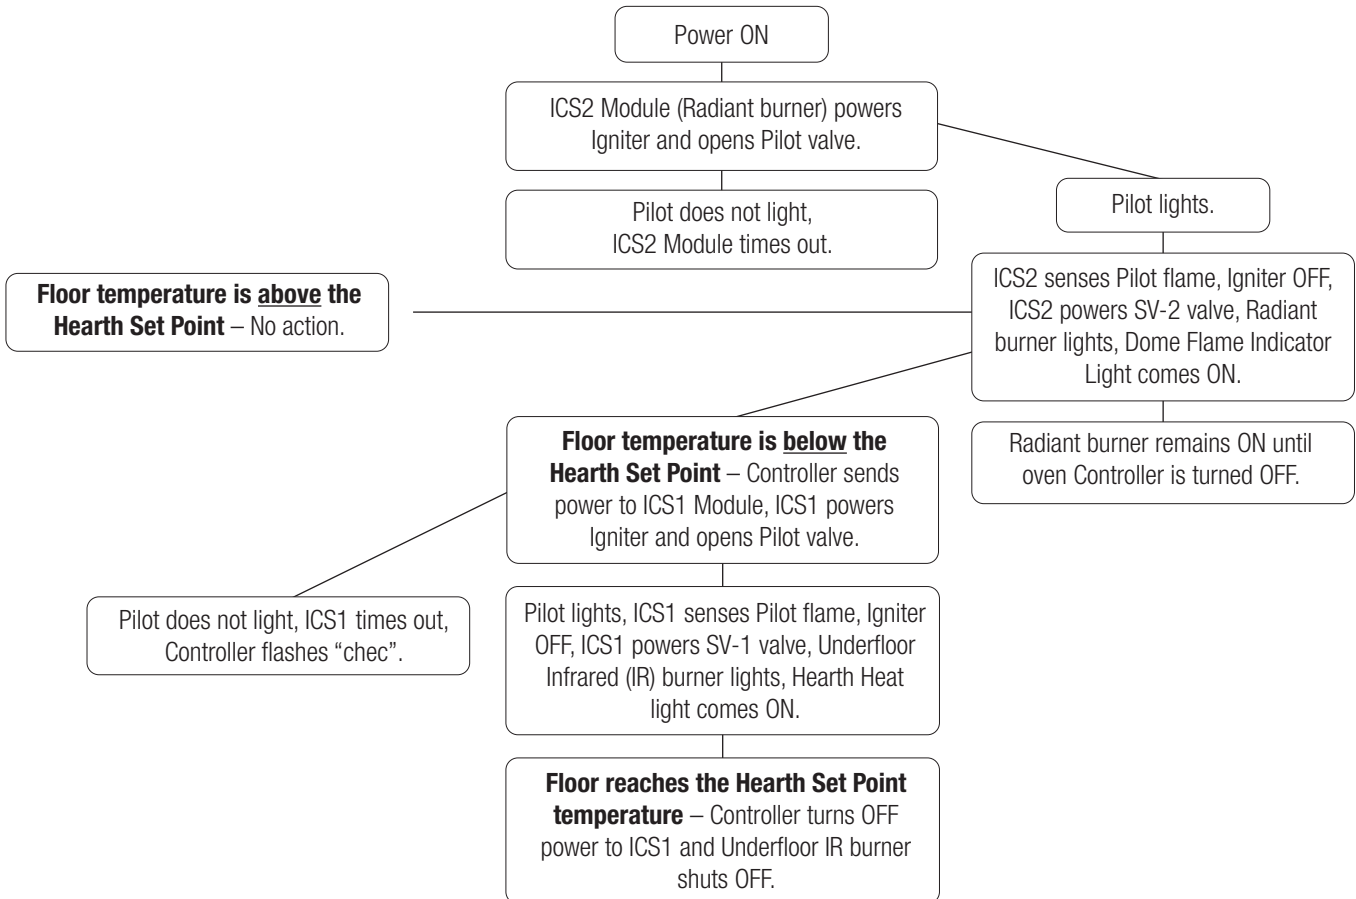 Power ON
ICS2 Module (Radiant burner) powers
Igniter and opens Pilot valve.
Pilot does not light,
ICS2 Module times out.
Pilot lights.
ICS2 senses Pilot flame, Igniter OFF,
ICS2 powers SV-2 valve, Radiant
burner lights, Dome Flame Indicator
Light comes ON.
Floor temperature is above the
Hearth Set Point – No action.
Radiant burner remains ON until
oven Controller is turned OFF.
Floor temperature is below the
Hearth Set Point – Controller sends
power to ICS1 Module, ICS1 powers
Igniter and opens Pilot valve.
Pilot does not light, ICS1 times out,
Controller flashes “chec”.
Pilot lights, ICS1 senses Pilot flame, Igniter
OFF, ICS1 powers SV-1 valve, Underfloor
Infrared (IR) burner lights, Hearth Heat
light comes ON.
Floor reaches the Hearth Set Point
temperature – Controller turns OFF
power to ICS1 and Underfloor IR burner
shuts OFF.